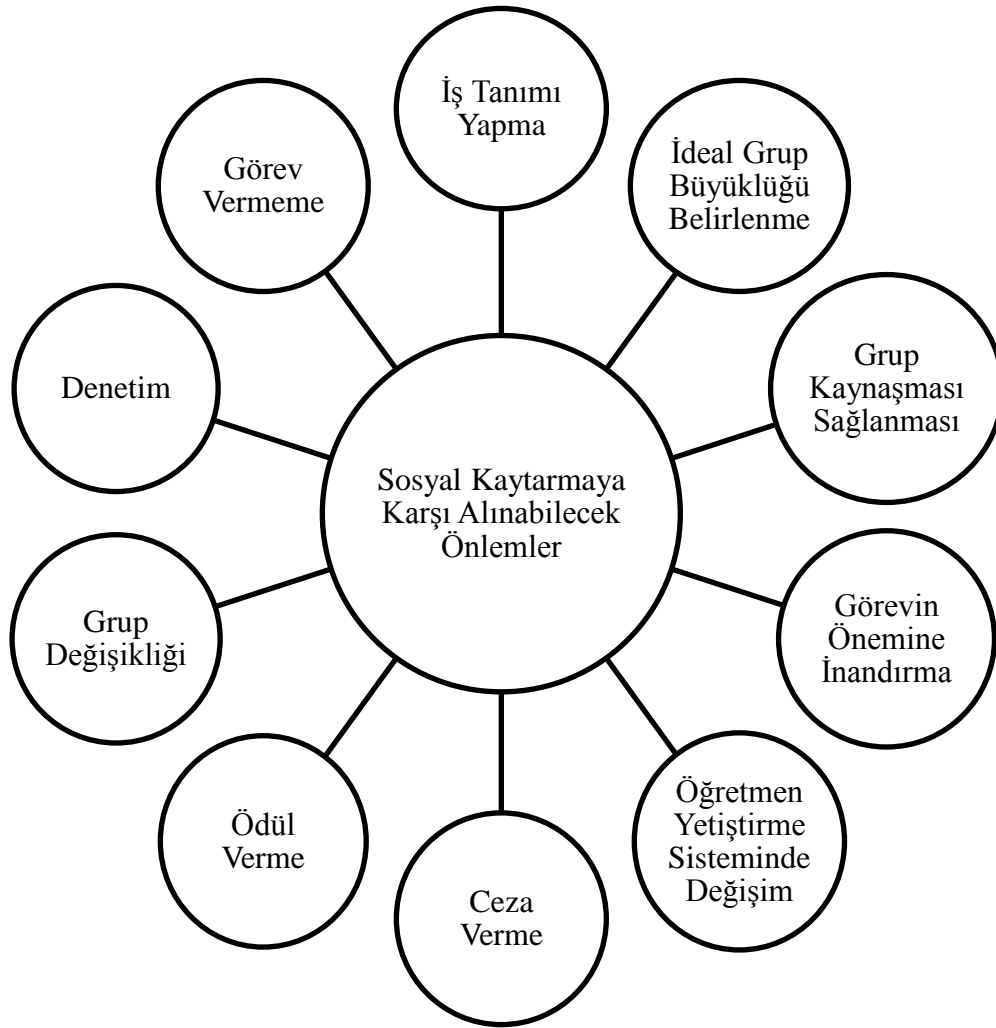 İş Tanımı
Yapma
İdeal Grup
Büyüklüğü
Belirlenme
Grup
Kaynaşması
Sağlanması
Görevin
Önemine
İnandırma
Öğretmen
Yetiştirme
Sisteminde
Değişim
Ceza
Verme
Ödül
Verme
Grup
Değişikliği
Denetim
Görev
Vermeme
Sosyal Kaytarmaya
Karşı Alınabilecek
Önlemler